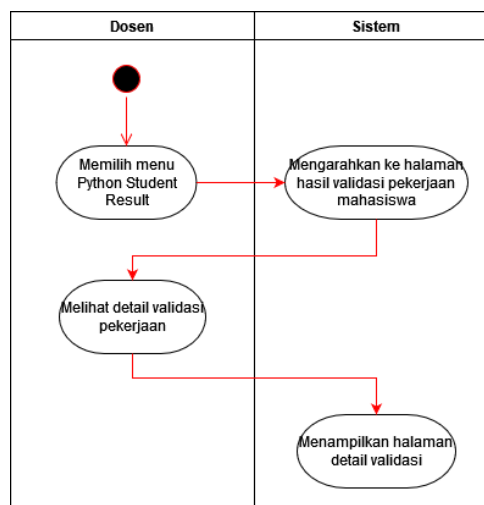 Dosen
Sistem
Memilih menu
Python Student
Result
Mengarahkan ke halaman
hasil validasi pekerjaan
mahasiswa
Melihat detail validasi
pekerjaan
Menampilkan halaman
detail validasi